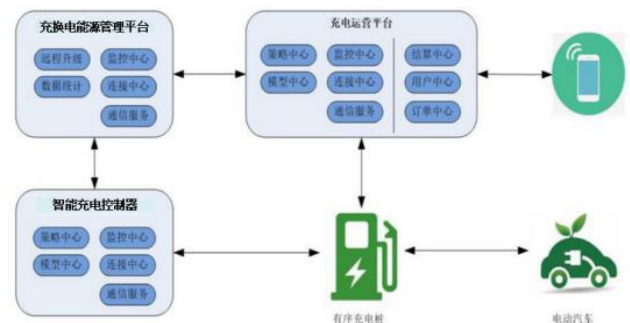 充换电能源管理平台
远程升级 监控中心
数据统计 连接中心
通信服务
充电运营平台
策略中心 监控中心 结算中心
模型中心 连接中心 用户中心
通信服务 订单中心
智能充电控制器
策略中心 监控中心
模型中心 连接中心
通信服务
有序充电桩
电动汽车